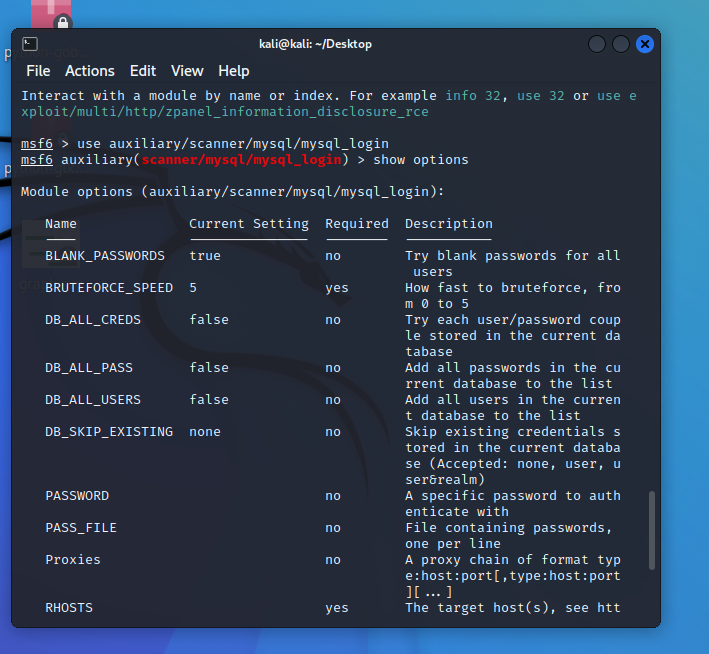 kali@kali: ~/Desktop
File Actions Edit View Help
Interact with a module by name or index. For example info 32, use 32 or use e
xploit/multi/http/zpanel_information_disclosure_rce
msf6 > use auxiliary/scanner/mysql/mysql_login
msf6 auxiliary(scanner/mysql/mysql_login) > show options
Module options (auxiliary/scanner/mysql/mysql_login):
Name Current Setting Required Description
BLANK_PASSWORDS true no Try blank passwords for all
users
BRUTEFORCE_SPEED 5 yes How fast to bruteforce, fro
m 0 to 5
DB_ALL_CREDS false no Try each user/password coup
le stored in the current da
tabase
DB_ALL_PASS false no Add all passwords in the cu
rrent database to the list
DB_ALL_USERS false no Add all users in the curren
t database to the list
DB_SKIP_EXISTING none no Skip existing credentials s
tored in the current databa
se (Accepted: none, user, u
ser&realm)
PASSWORD no A specific password to auth
enticate with
PASS_FILE no File containing passwords,
one per line
Proxies no A proxy chain of format typ
e:host:port[,type:host:port
][...]
RHOSTS yes The target host(s), see htt